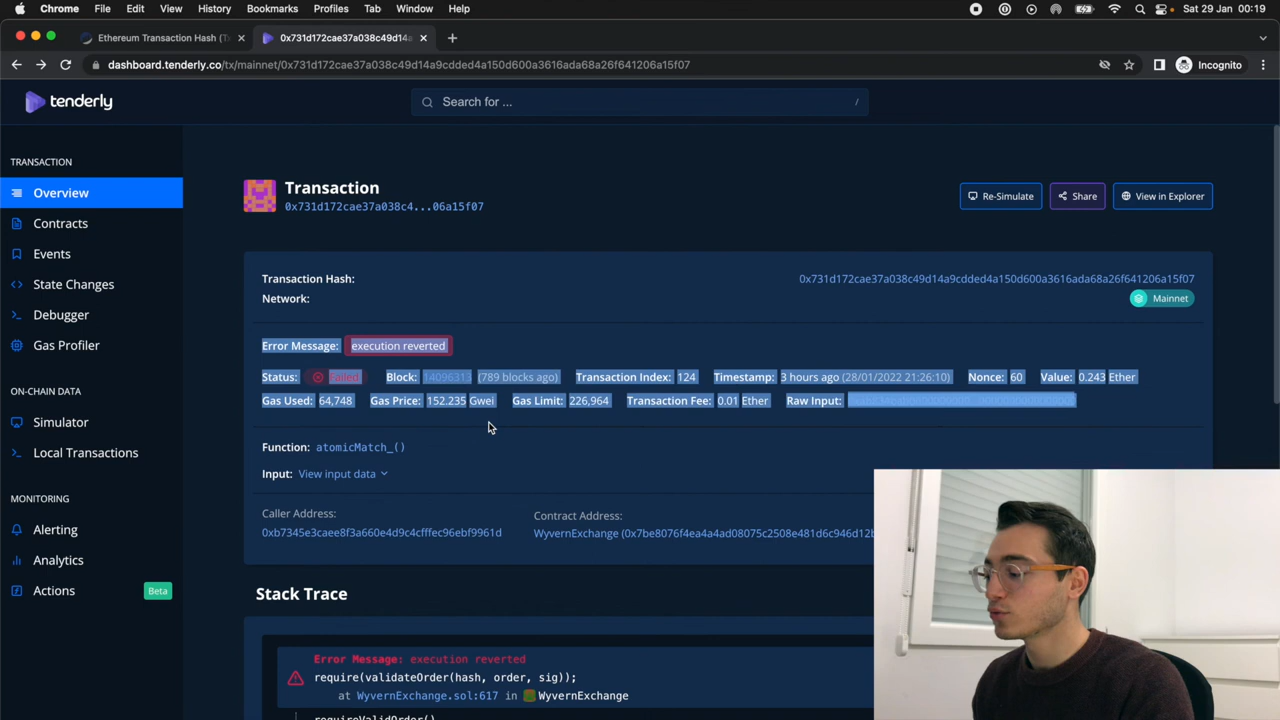 Chrome File Edit View History Bookmarks Profiles Tab Window Help Sat 29 Jan 00:19
Ethereum Transaction Hash (T 0x731d172cae37a038c49d14a
dashboard.tenderly.co/tx/mainnet/0x731d172cae37a038c49d14a9cdded4a150d600a3616ada68a26f641206a15f07 Incognito
tenderly Search for ... /
TRANSACTION
Overview
Contracts
Events
State Changes
Debugger
Gas Profiler
ON-CHAIN DATA
Simulator
Local Transactions
MONITORING
Alerting
Analytics
Actions Beta
Transaction
0x731d172cae37a038c4...06a15f07
Re-Simulate Share View in Explorer
Transaction Hash: 0x731d172cae37a038c49d14a9cdded4a150d600a3616ada68a26f641206a15f07
Network: Mainnet
Error Message: execution reverted
Status: Failed Block: 14096313 (789 blocks ago) Transaction Index: 124 Timestamp: 3 hours ago (28/01/2022 21:26:10) Nonce: 60 Value: 0.243 Ether
Gas Used: 64,748 Gas Price: 152.235 Gwei Gas Limit: 226,964 Transaction Fee: 0.01 Ether Raw Input:
Function: atomicMatch_()
Input: View input data
Caller Address:
0xb7345e3caee8f3a660e4d9c4cfffec96ebf9961d
Contract Address:
WyvernExchange (0x7be8076f4ea4a4ad08075c2508e481d6c946d12b
Stack Trace
Error Message: execution reverted
require(validateOrder(hash, order, sig));
at WyvernExchange.sol:617 in WyvernExchange
requireValidOrder()